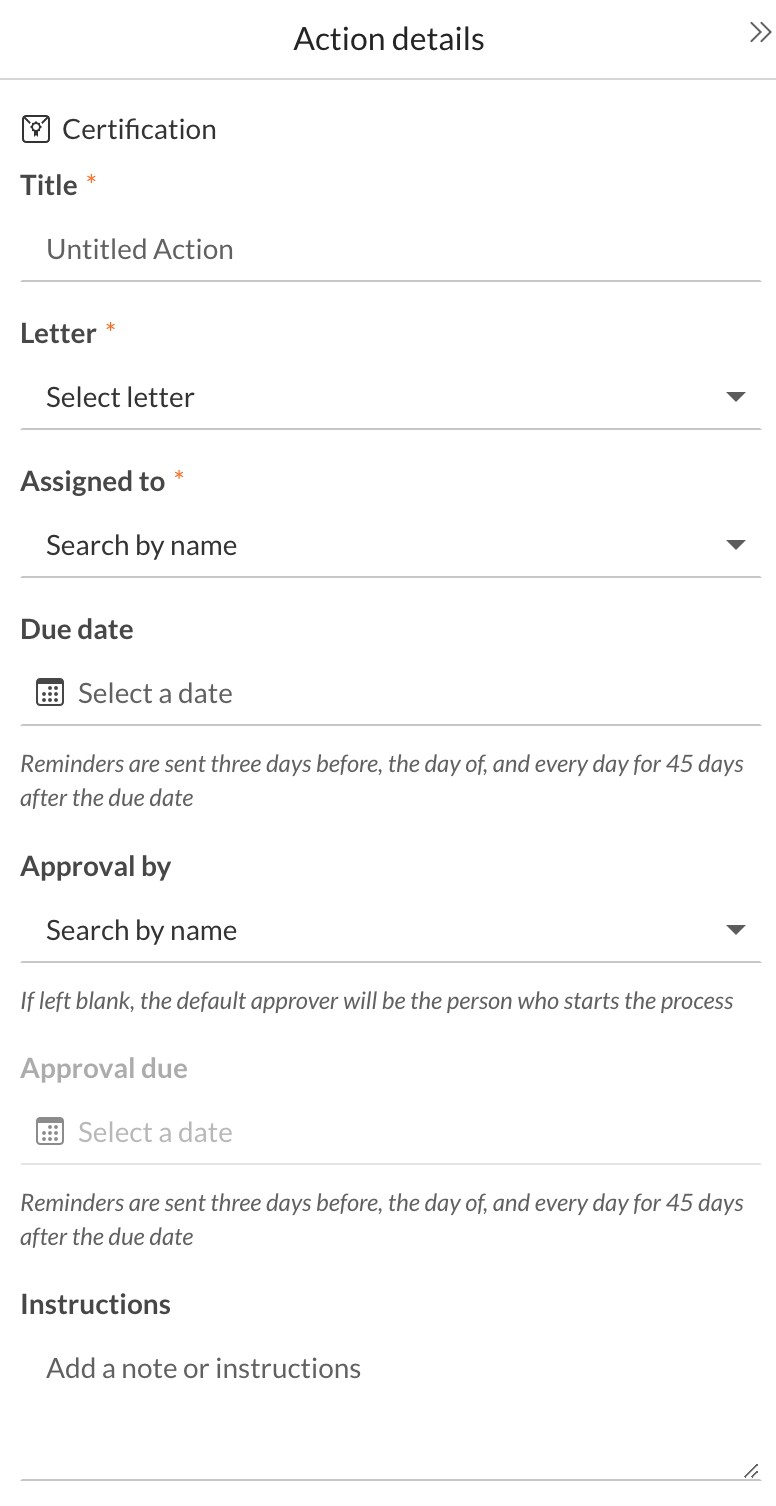 Action details
Certification
Title *
Untitled Action
Letter *
Select letter
Assigned to *
Search by name
Due date
Select a date
Reminders are sent three days before, the day of, and every day for 45 days
after the due date
Approval by
Search by name
If left blank, the default approver will be the person who starts the process
Approval due
Select a date
Reminders are sent three days before, the day of, and every day for 45 days
after the due date
Instructions
Add a note or instructions